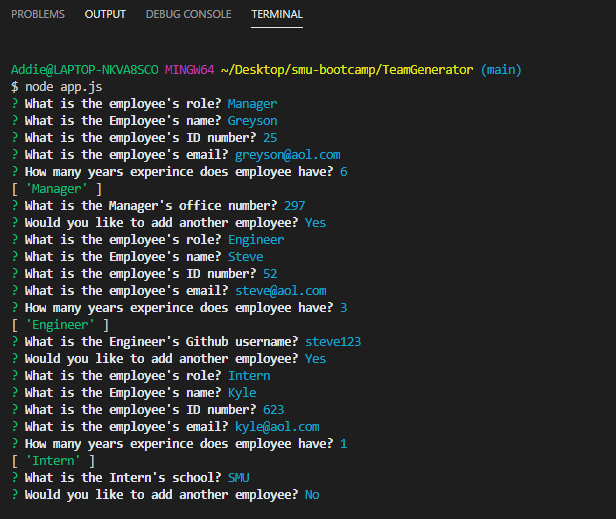 PROBLEMS OUTPUT DEBUG CONSOLE TERMINAL
Addie@LAPTOP-NKVA8SCO MINGW64 ~/Desktop/smu-bootcamp/TeamGenerator (main)
$ node app.js
? What is the employee's role? Manager
? What is the Employee's name? Greyson
? What is the employee's ID number? 25
? What is the employee's email? greyson@aol.com
? How many years experince does employee have? 6
[ 'Manager' ]
? What is the Manager's office number? 297
? Would you like to add another employee? Yes
? What is the employee's role? Engineer
? What is the Employee's name? Steve
? What is the employee's ID number? 52
? What is the employee's email? steve@aol.com
? How many years experince does employee have? 3
[ 'Engineer' ]
? What is the Engineer's Github username? steve123
? Would you like to add another employee? Yes
? What is the employee's role? Intern
? What is the Employee's name? Kyle
? What is the employee's ID number? 623
? What is the employee's email? kyle@aol.com
? How many years experince does employee have? 1
[ 'Intern' ]
? What is the Intern's school? SMU
? Would you like to add another employee? No